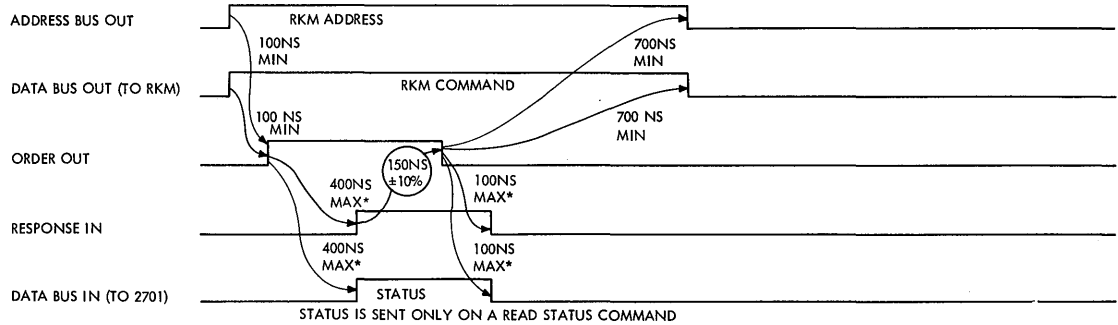 ADDRESS BUS OUT
RKM ADDRESS
100NS
MIN
700NS
MIN
DATA BUS OUT (TO RKM)
RKM COMMAND
100 NS
MIN
700 NS
MIN
ORDER OUT
150NS
±10%
400NS
MAX*
100NS
MAX*
RESPONSE IN
400NS
MAX*
100NS
MAX*
DATA BUS IN (TO 2701)
STATUS
STATUS IS SENT ONLY ON A READ STATUS COMMAND